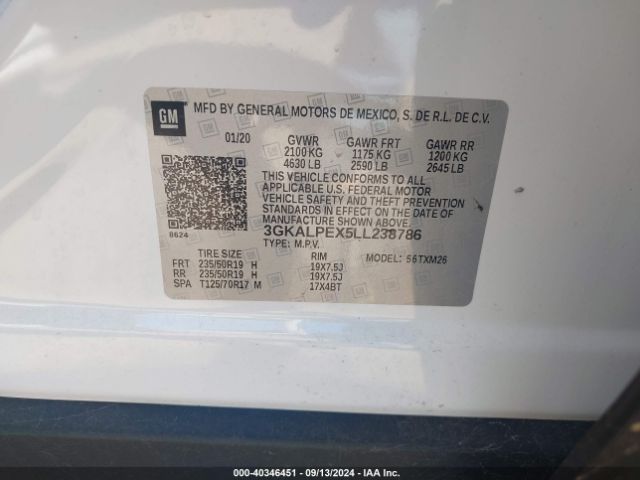 GM MFD BY GENERAL MOTORS DE MEXICO, S. DE R.L. DE C.V.
01/20 GVWR GAWR FRT GAWR RR
2100 KG 1175 KG 1200 KG
4630 LB 2590 LB 2645 LB
THIS VEHICLE CONFORMS TO ALL
APPLICABLE U.S. FEDERAL MOTOR
VEHICLE SAFETY AND THEFT PREVENTION
STANDARDS IN EFFECT ON THE DATE OF
MANUFACTURE SHOWN ABOVE.
0624 3GKALPEX5LL238786
TYPE: M.P.V.
TIRE SIZE RIM MODEL: 56TXM26
FRT 235/50R19 H 19X7.5J
RR 235/50R19 H 19X7.5J
SPA T125/70R17 M 17X4BT
© COPYRIGHT - #40346451 - 09/13/2024 - IAA Inc.